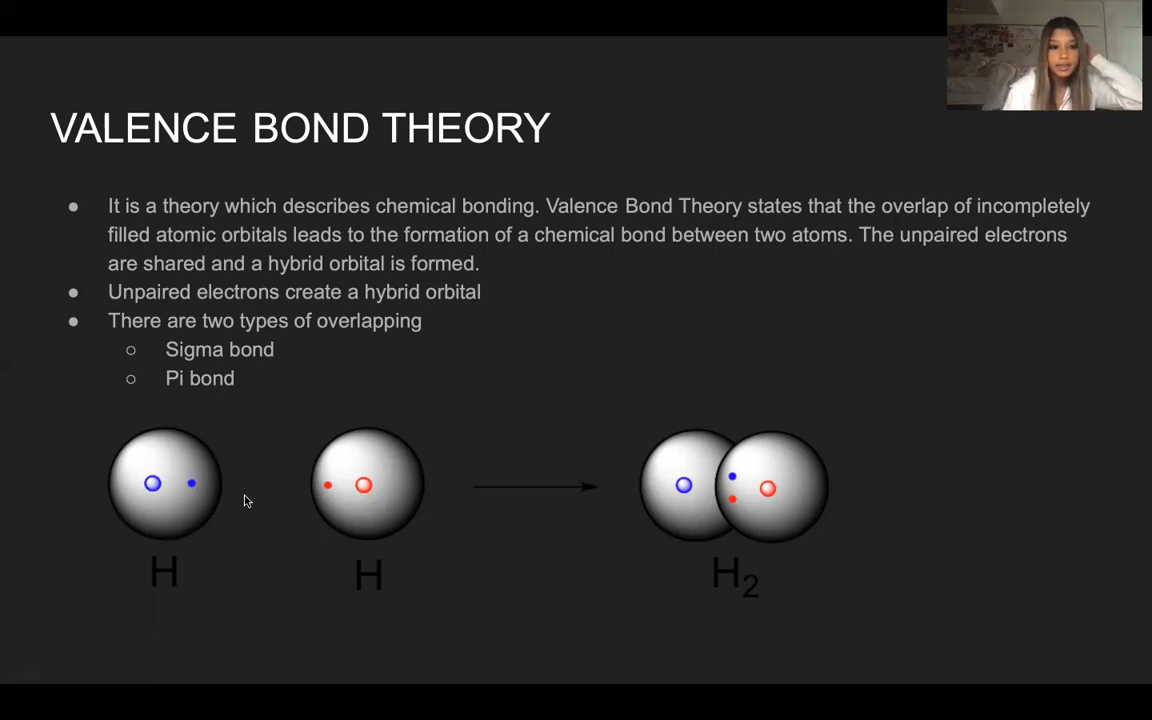 VALENCE BOND THEORY
● It is a theory which describes chemical bonding. Valence Bond Theory states that the overlap of incompletely
filled atomic orbitals leads to the formation of a chemical bond between two atoms. The unpaired electrons
are shared and a hybrid orbital is formed.
● Unpaired electrons create a hybrid orbital
● There are two types of overlapping
○ Sigma bond
○ Pi bond
H
H
H₂